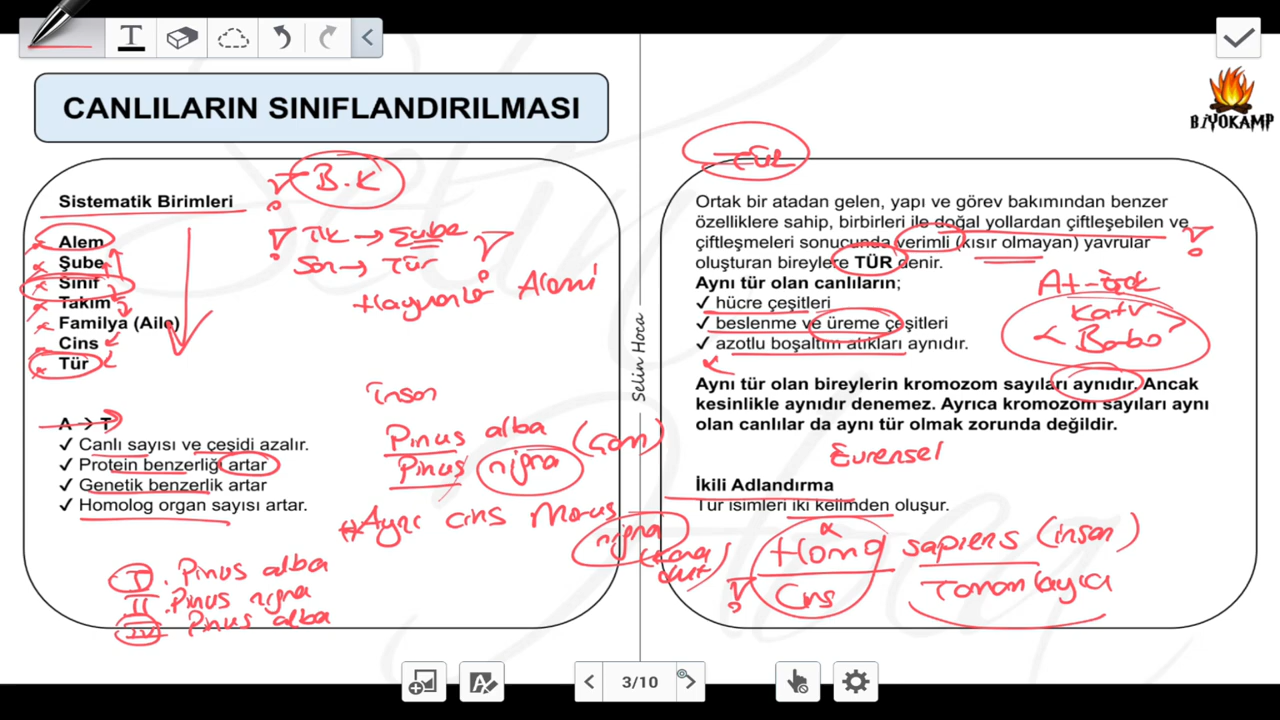 T
CANLILARIN SINIFLANDIRILMASI
BİYOKAMP
Sistematik Birimleri
B.K
Alem
Şube
Sınıf
Takım
Familya (Aile)
Cins
Tür
İlk → Şube
Son → Tür
Hayvanlar Alemi
A → T
✓ Canlı sayısı ve çeşidi azalır.
✓ Protein benzerliği artar
✓ Genetik benzerlik artar
✓ Homolog organ sayısı artar.
insan
Pinus alba
Pinus nigra
(Çam)
Aynı cins Morus
nigra
(kara dut)
I. Pinus alba
II. Pinus nigra
Pinus alba
Selin Hoca
TÜR
Ortak bir atadan gelen, yapı ve görev bakımından benzer
özelliklere sahip, birbirleri ile doğal yollardan çiftleşebilen ve
çiftleşmeleri sonucunda verimli (kısır olmayan) yavrular
oluşturan bireylere TÜR denir.
Aynı tür olan canlıların;
✓ hücre çeşitleri
✓ beslenme ve üreme çeşitleri
✓ azotlu boşaltım atıkları aynıdır.
At - Eşek
Katır
Aynı tür olan bireylerin kromozom sayıları aynıdır. Ancak
kesinlikle aynıdır denemez. Ayrıca kromozom sayıları aynı
olan canlılar da aynı tür olmak zorunda değildir.
Evrensel
İkili Adlandırma
Tür isimleri iki kelimden oluşur.
Homo sapiens (insan)
Cins
Tanımlayıcı
3/10